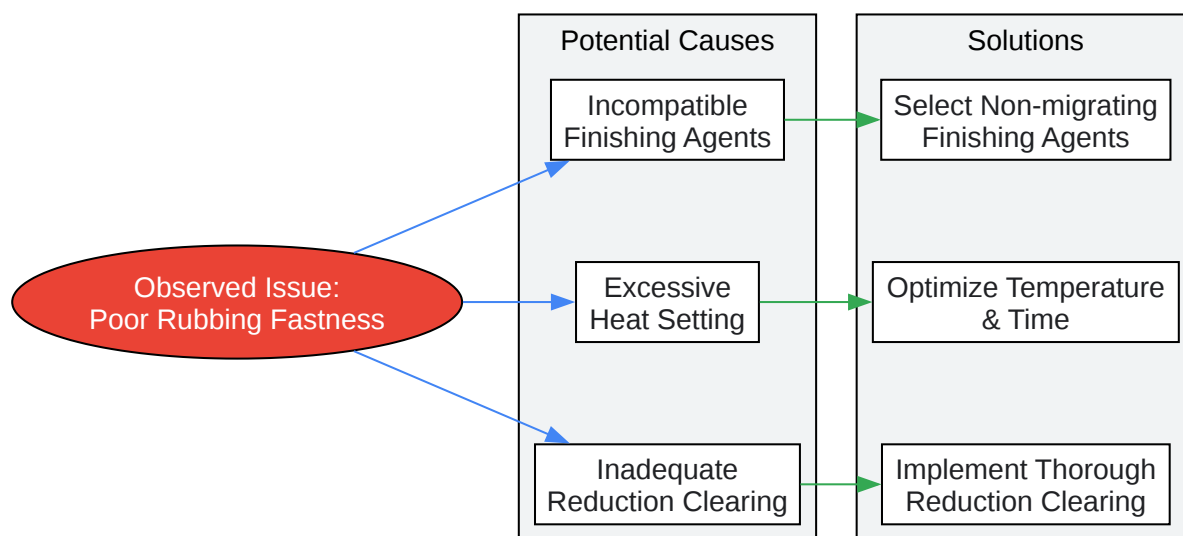 Potential Causes
Solutions
Incompatible
Finishing Agents
Select Non-migrating
Finishing Agents
Observed Issue:
Poor Rubbing Fastness
Excessive
Heat Setting
Optimize Temperature
& Time
Inadequate
Reduction Clearing
Implement Thorough
Reduction Clearing